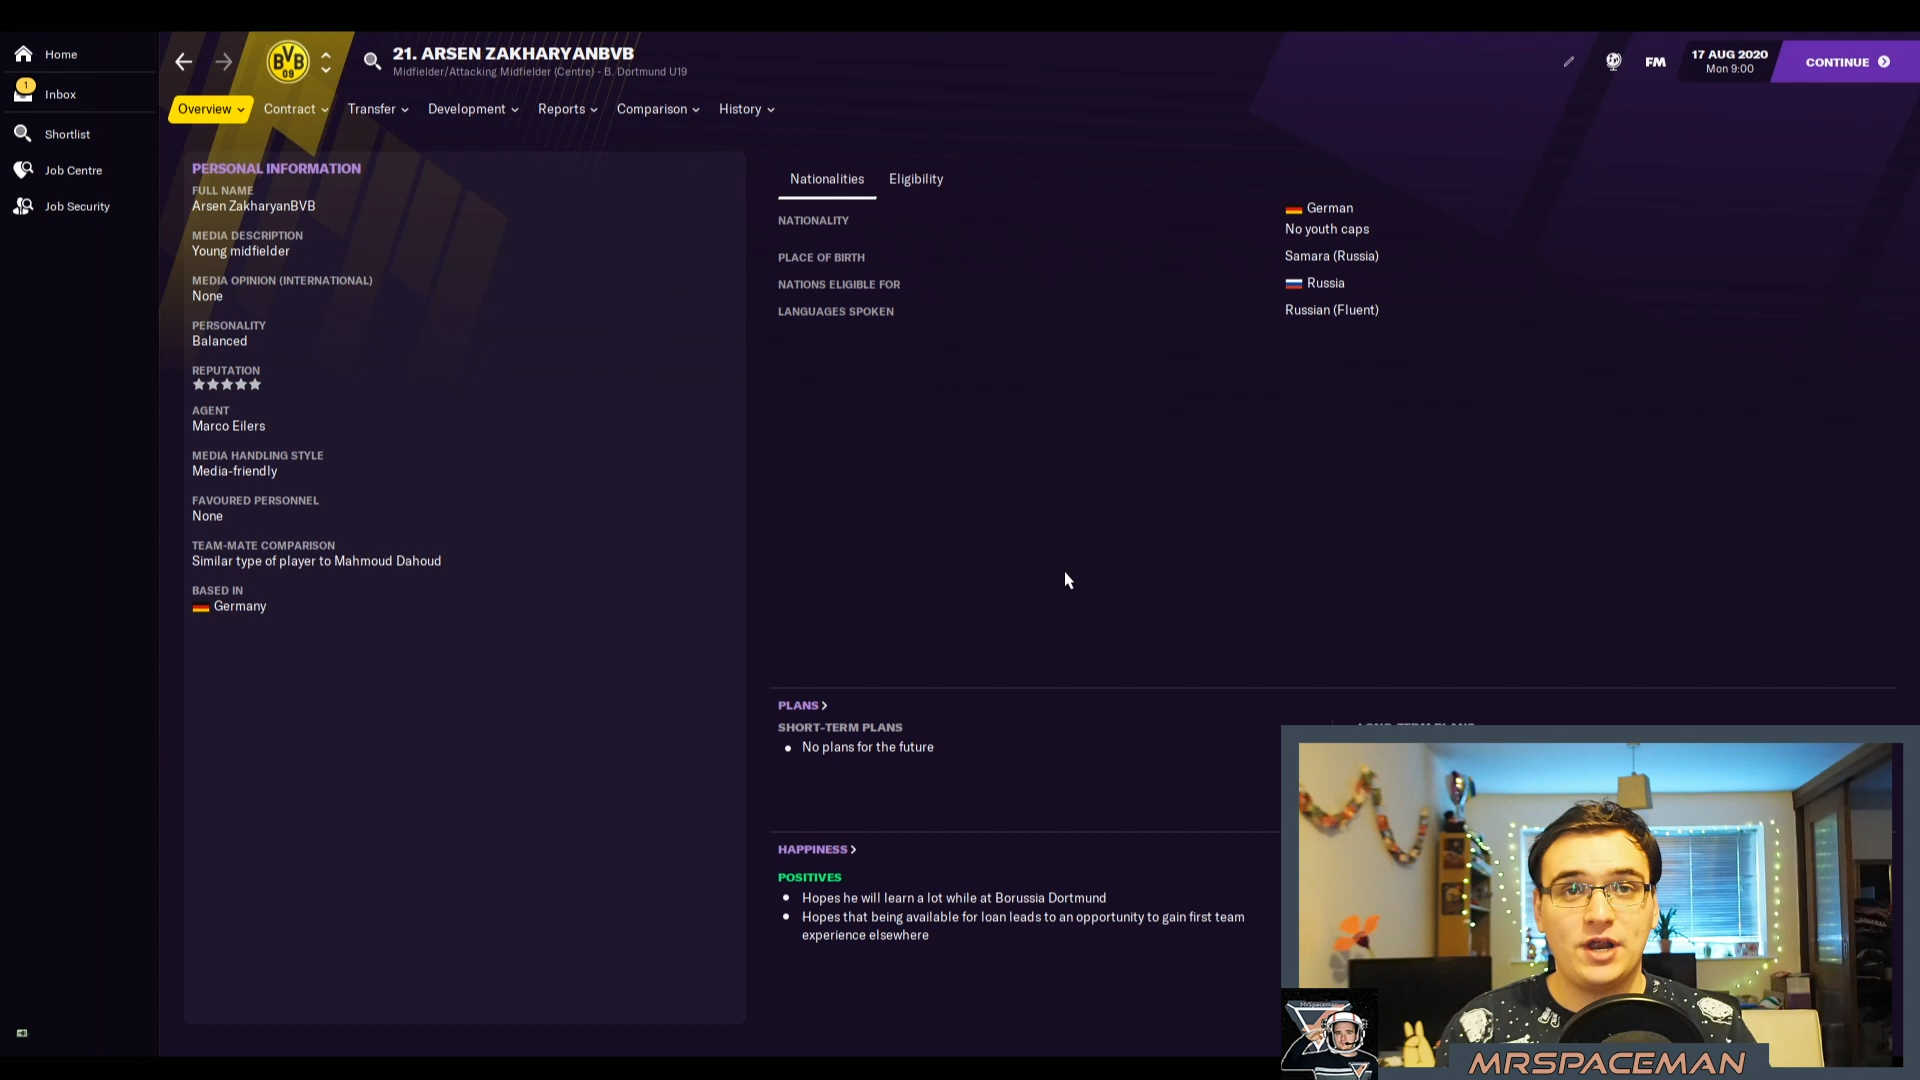 Home
1
Inbox
Shortlist
Job Centre
Job Security
BVB
09
21. ARSEN ZAKHARYANBVB
Midfielder/Attacking Midfielder (Centre) - B. Dortmund U19
FM
17 AUG 2020
Mon 9:00
CONTINUE
Overview
Contract
Transfer
Development
Reports
Comparison
History
PERSONAL INFORMATION
FULL NAME
Arsen ZakharyanBVB
MEDIA DESCRIPTION
Young midfielder
MEDIA OPINION (INTERNATIONAL)
None
PERSONALITY
Balanced
REPUTATION
AGENT
Marco Eilers
MEDIA HANDLING STYLE
Media-friendly
FAVOURED PERSONNEL
None
TEAM-MATE COMPARISON
Similar type of player to Mahmoud Dahoud
BASED IN
Germany
Nationalities
Eligibility
NATIONALITY
German
No youth caps
PLACE OF BIRTH
Samara (Russia)
NATIONS ELIGIBLE FOR
Russia
LANGUAGES SPOKEN
Russian (Fluent)
PLANS
SHORT-TERM PLANS
No plans for the future
HAPPINESS
POSITIVES
Hopes he will learn a lot while at Borussia Dortmund
Hopes that being available for loan leads to an opportunity to gain first team
experience elsewhere
MrSpaceman
MRSPACEMAN